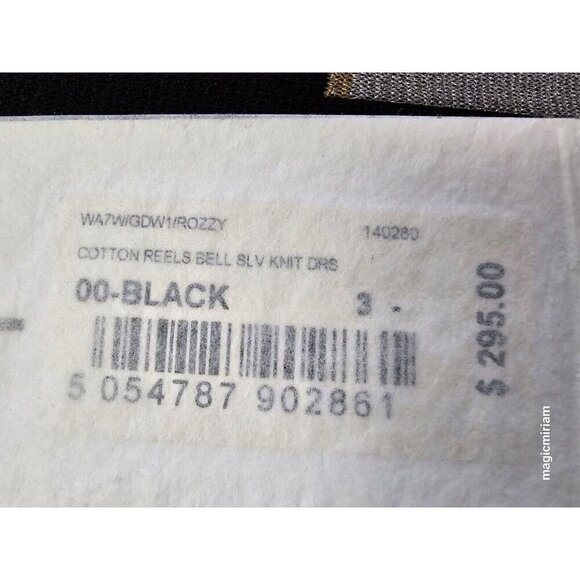 WA7W/GDW1/ROZZY 140280
COTTON REELS BELL SLV KNIT DRS
00-BLACK 3 -
5 054787 902861
$ 295.00
magicmiriam